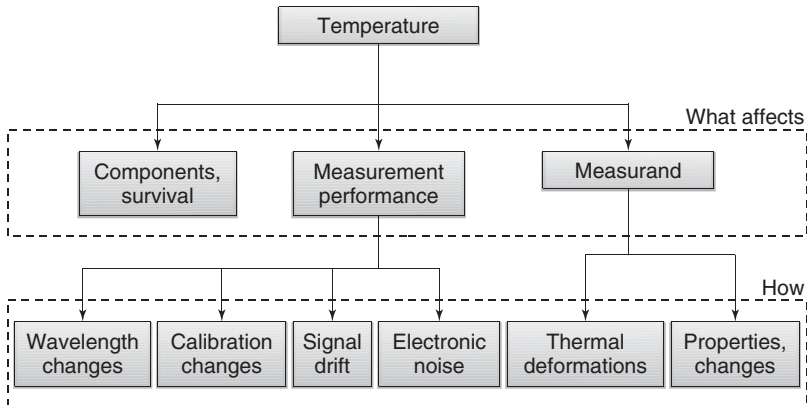 Temperature
What affects
Components,
survival
Measurement
performance
Measurand
How
Wavelength
changes
Calibration
changes
Signal
drift
Electronic
noise
Thermal
deformations
Properties,
changes